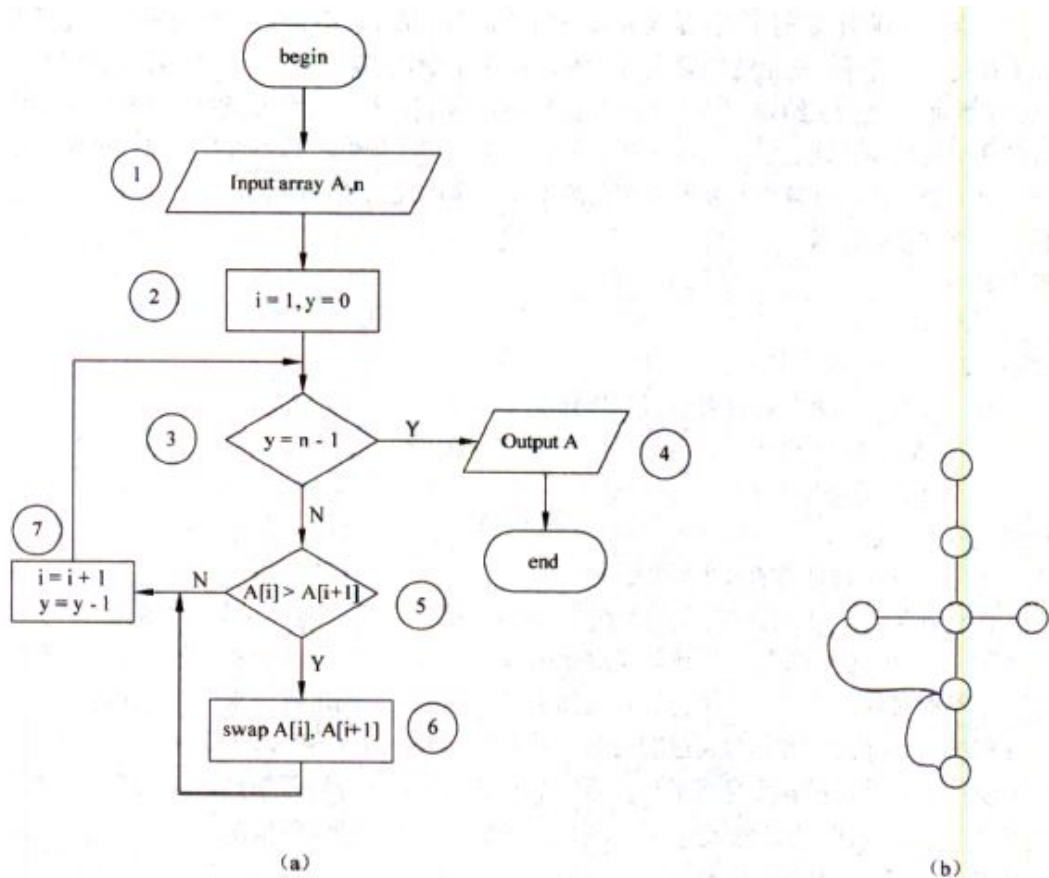 begin
1
Input array A ,n
2
i = 1, y = 0
3
y = n - 1
Y
Output A
4
N
end
7
i = i + 1
y = y - 1
N
A[i] > A[i+1]
5
Y
swap A[i], A[i+1]
6
(a)
(b)